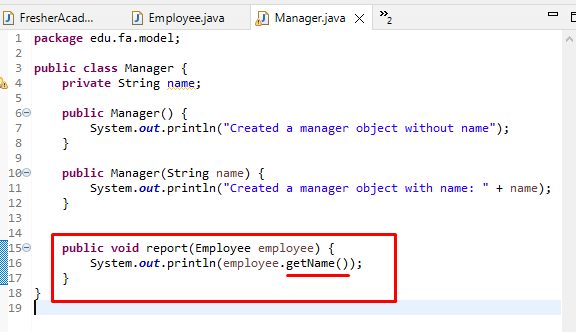 FresherAcad... Employee.java Manager.java »2
1 package edu.fa.model;
2
3 public class Manager {
4 private String name;
5
6 public Manager() {
7 System.out.println("Created a manager object without name");
8 }
9
10 public Manager(String name) {
11 System.out.println("Created a manager object with name: " + name);
12 }
13
14
15 public void report(Employee employee) {
16 System.out.println(employee.getName());
17 }
18 }
19